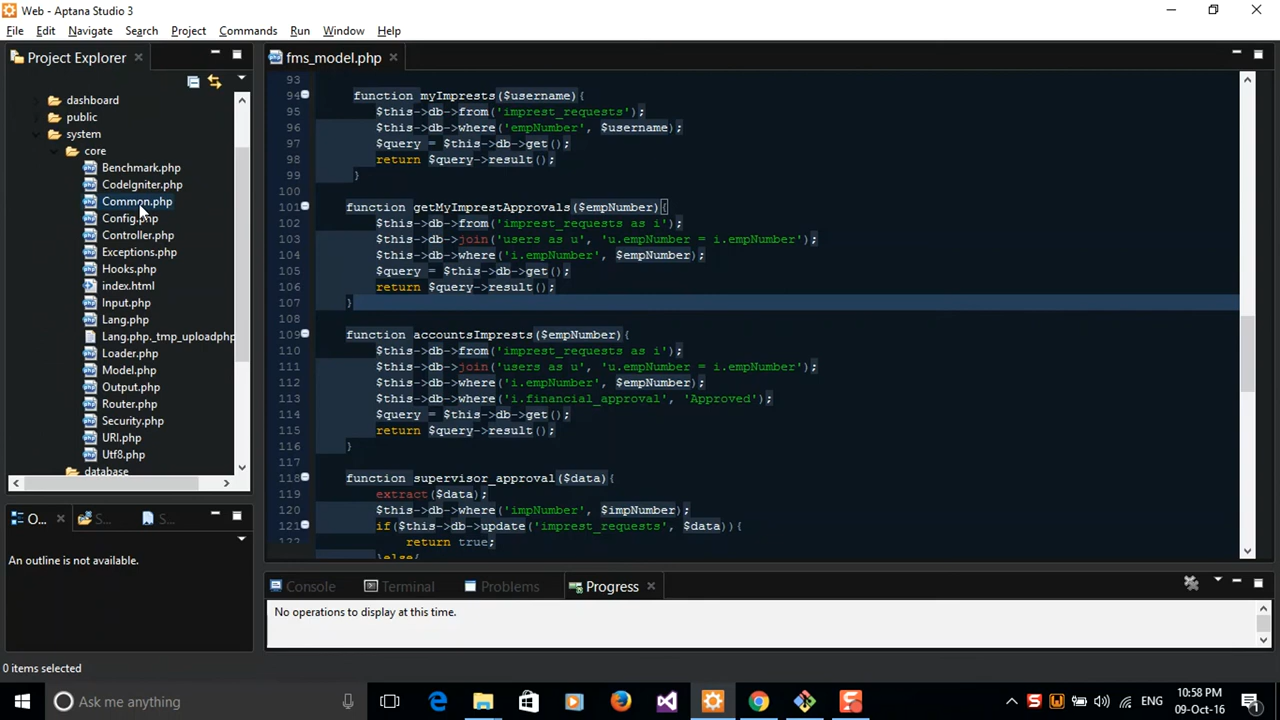 Web - Aptana Studio 3
File Edit Navigate Search Project Commands Run Window Help
Project Explorer
dashboard
public
system
core
Benchmark.php
CodeIgniter.php
Common.php
Config.php
Controller.php
Exceptions.php
Hooks.php
index.html
Input.php
Lang.php
Lang.php._tmp_uploadphp
Loader.php
Model.php
Output.php
Router.php
Security.php
URI.php
Utf8.php
database
O... S... S...
An outline is not available.
0 items selected
fms_model.php
93
94 function myImprests($username){
95 $this->db->from('imprest_requests');
96 $this->db->where('empNumber', $username);
97 $query = $this->db->get();
98 return $query->result();
99 }
100
101 function getMyImprestApprovals($empNumber){
102 $this->db->from('imprest_requests as i');
103 $this->db->join('users as u', 'u.empNumber = i.empNumber');
104 $this->db->where('i.empNumber', $empNumber);
105 $query = $this->db->get();
106 return $query->result();
107 }
108
109 function accountsImprests($empNumber){
110 $this->db->from('imprest_requests as i');
111 $this->db->join('users as u', 'u.empNumber = i.empNumber');
112 $this->db->where('i.empNumber', $empNumber);
113 $this->db->where('i.financial_approval', 'Approved');
114 $query = $this->db->get();
115 return $query->result();
116 }
117
118 function supervisor_approval($data){
119 extract($data);
120 $this->db->where('impNumber', $impNumber);
121 if($this->db->update('imprest_requests', $data)){
122 return true;
}else{
Console Terminal Problems Progress
No operations to display at this time.
Ask me anything
ENG
10:58 PM
09-Oct-16